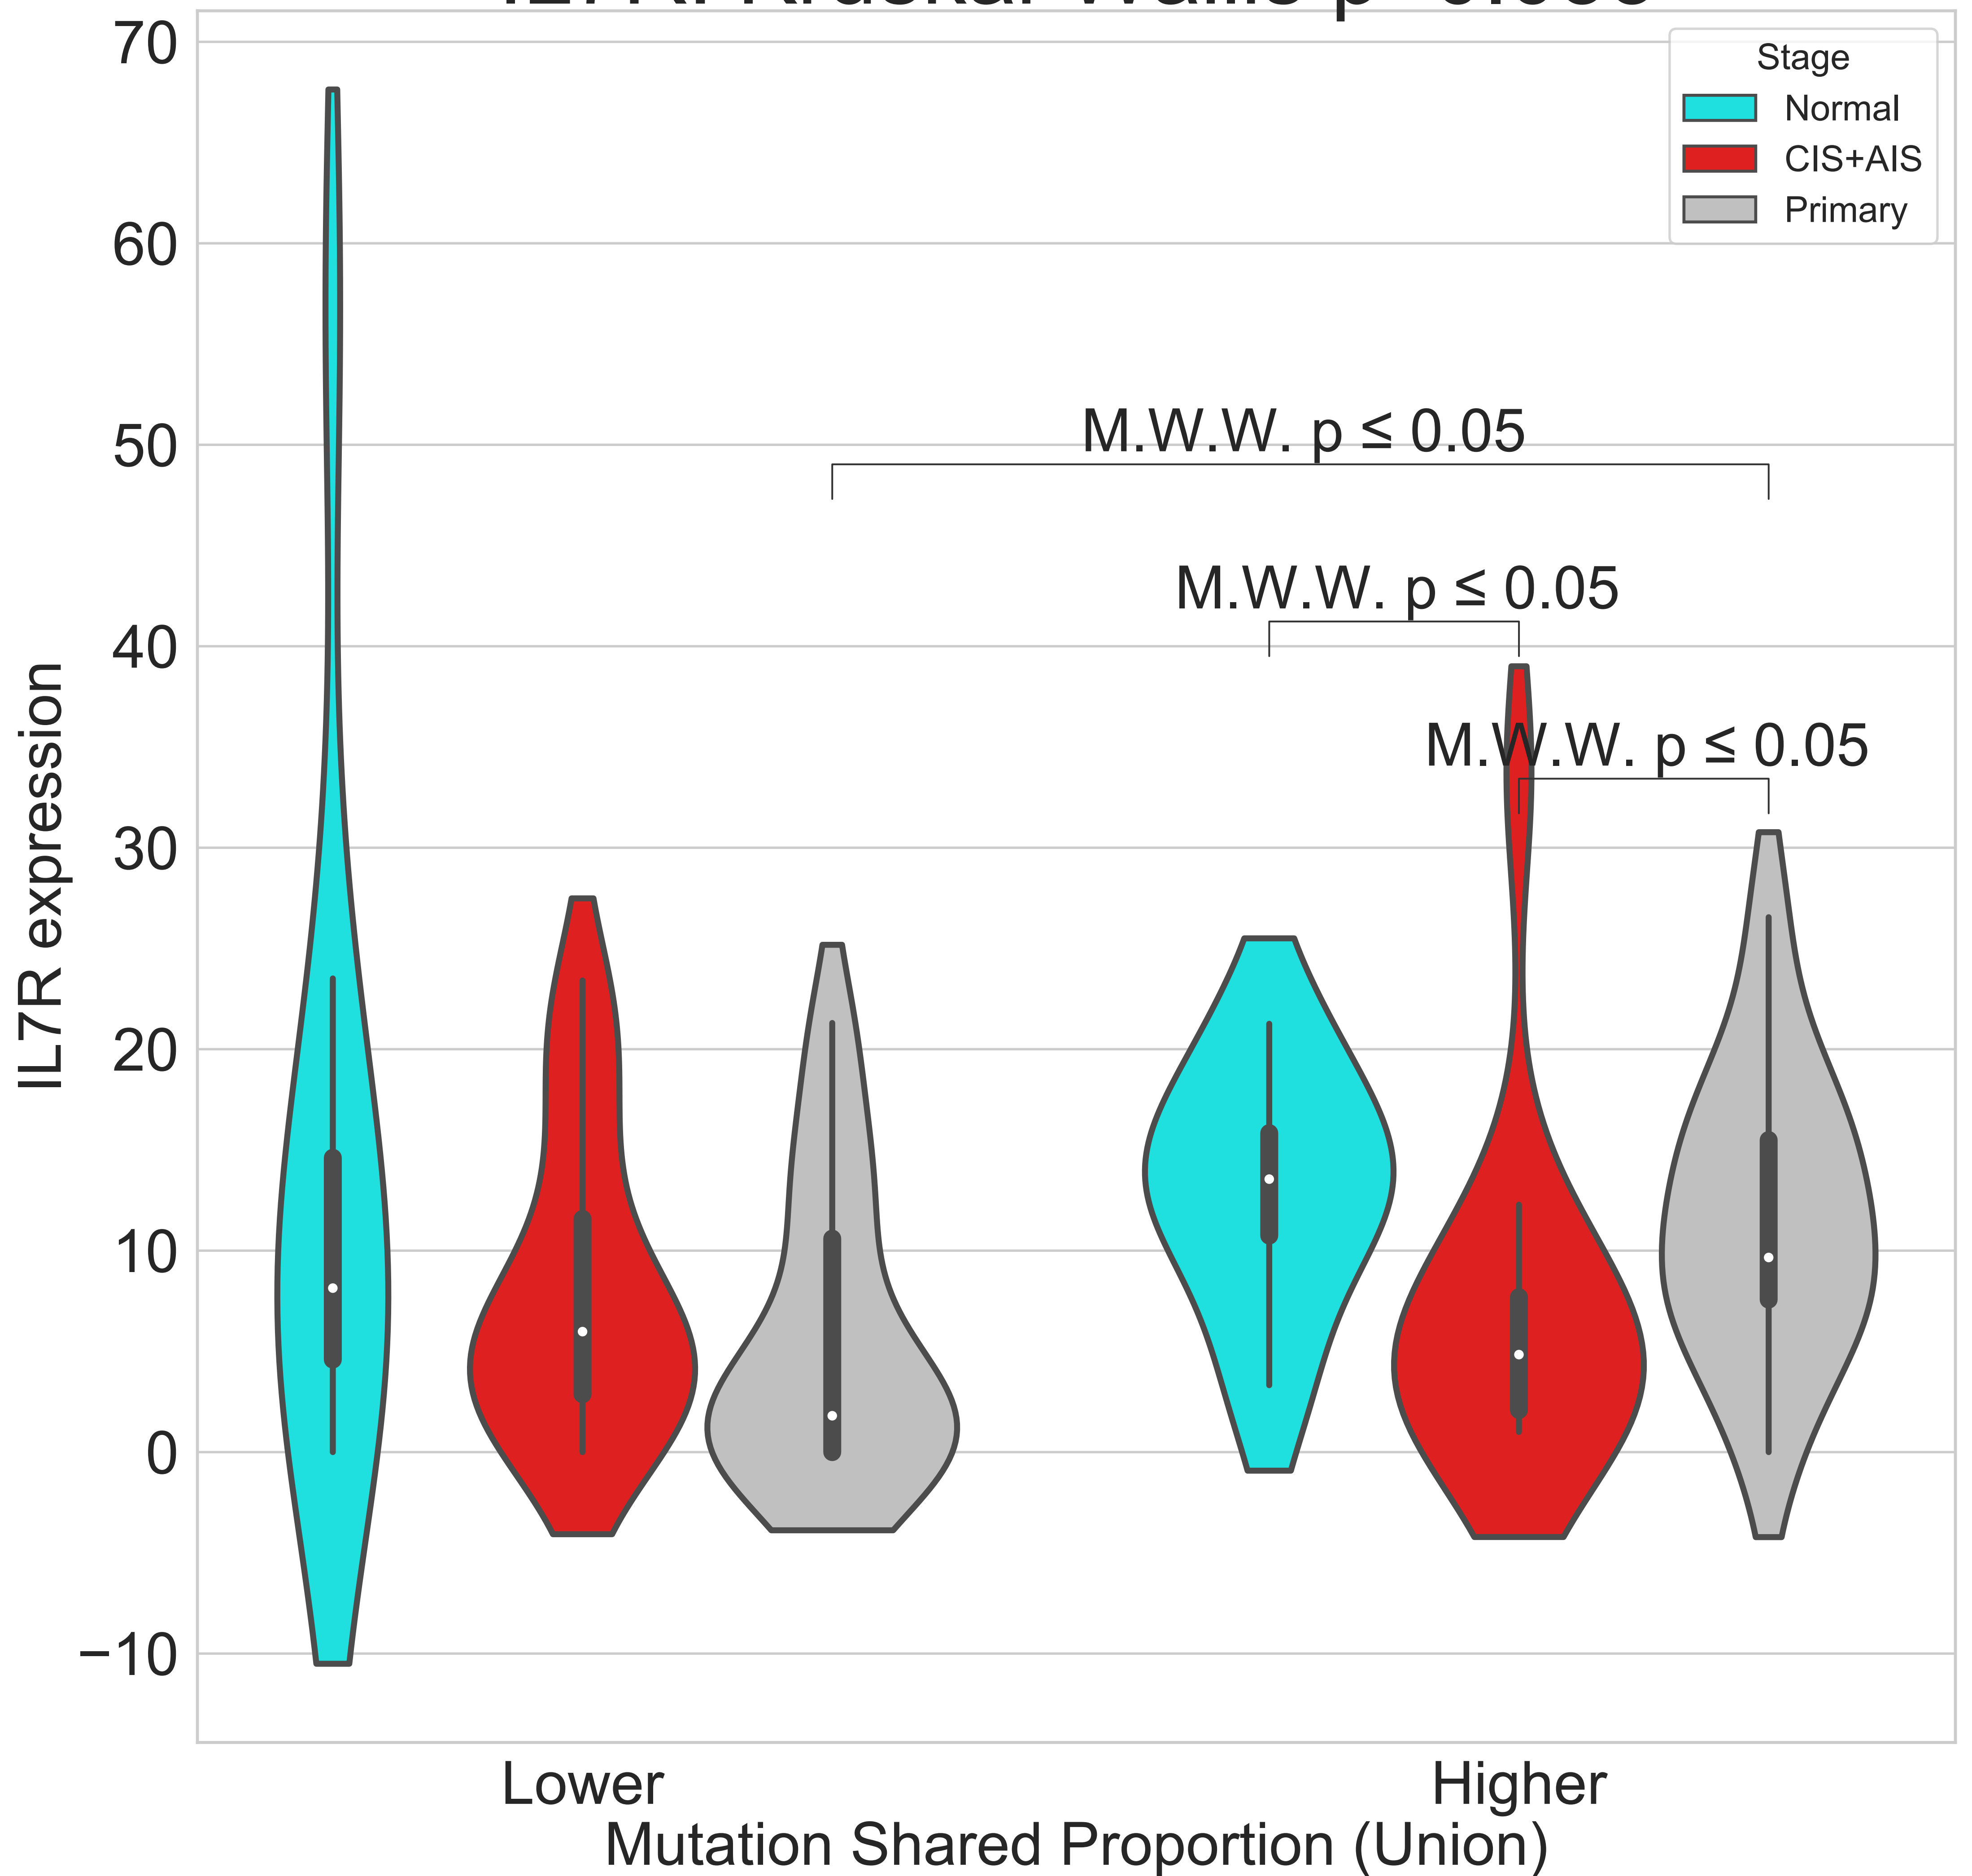 70
60
50
40
30
20
10
0
−10
IL7R expression
Stage
Normal
CIS+AIS
Primary
M.W.W. p ≤ 0.05
M.W.W. p ≤ 0.05
M.W.W. p ≤ 0.05
Lower
Higher
Mutation Shared Proportion (Union)